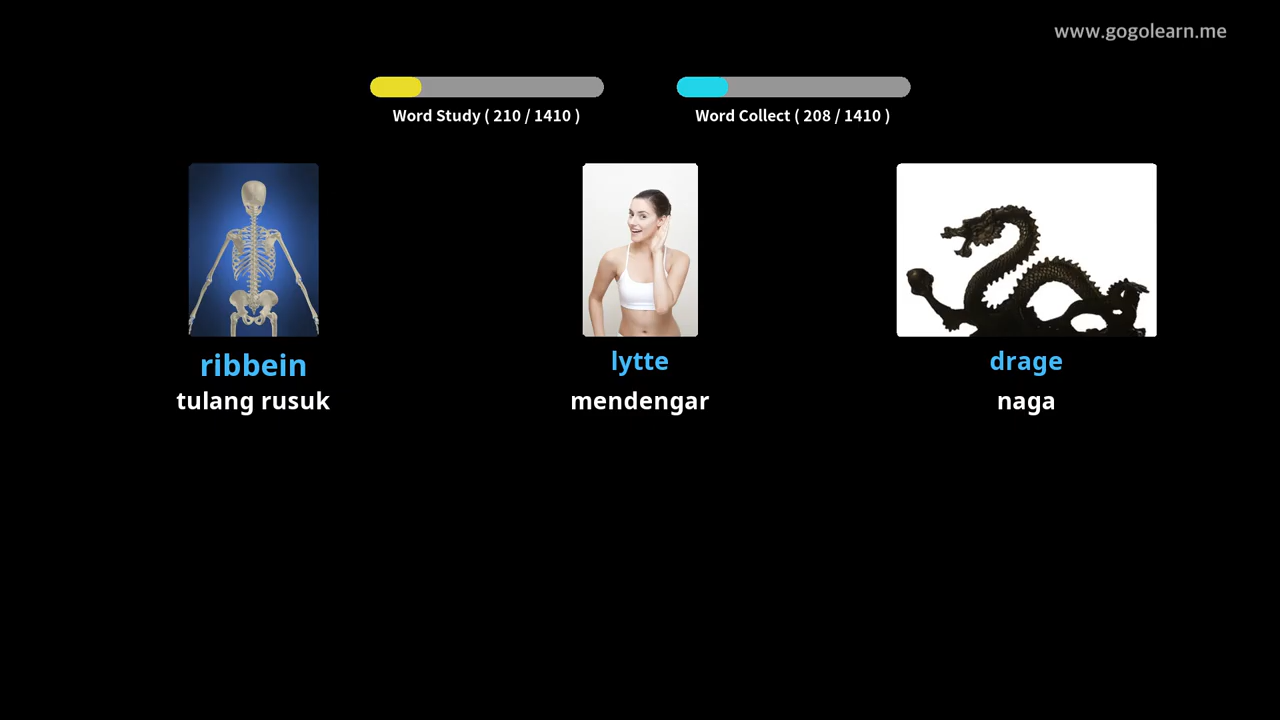 www.gogolearn.me
Word Study ( 210 / 1410 )
Word Collect ( 208 / 1410 )
ribbein
tulang rusuk
lytte
mendengar
drage
naga